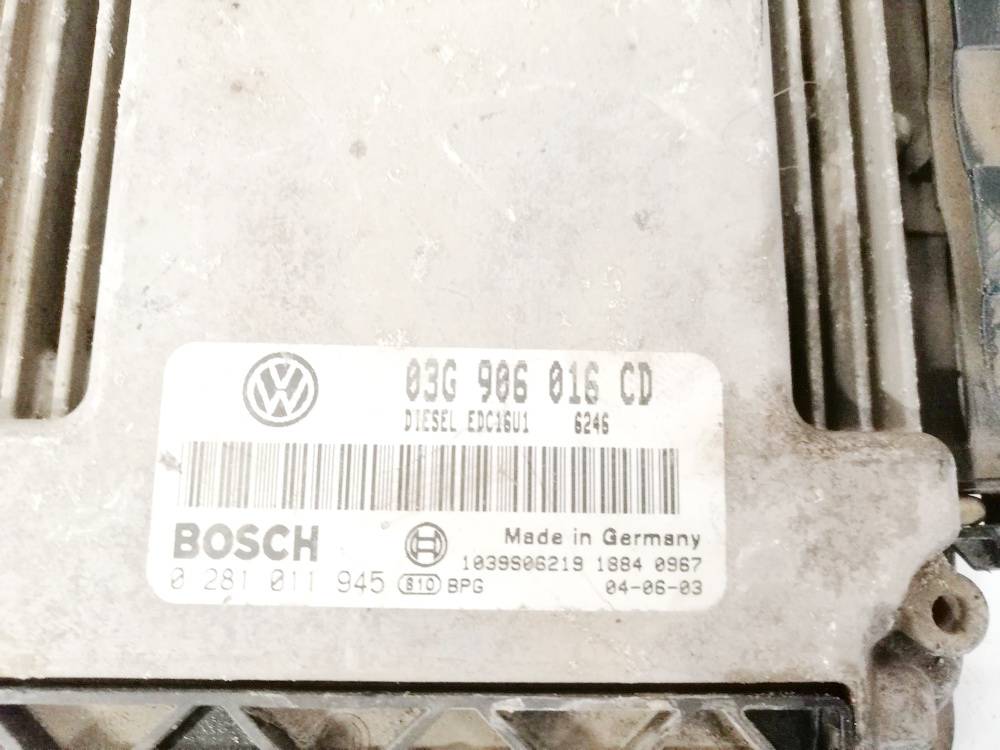 03G 906 016 CD
DIESEL EDC16U1 6246
BOSCH
Made in Germany
1039S06219 1884 0967
0 281 011 945 810 BPG 04-06-03